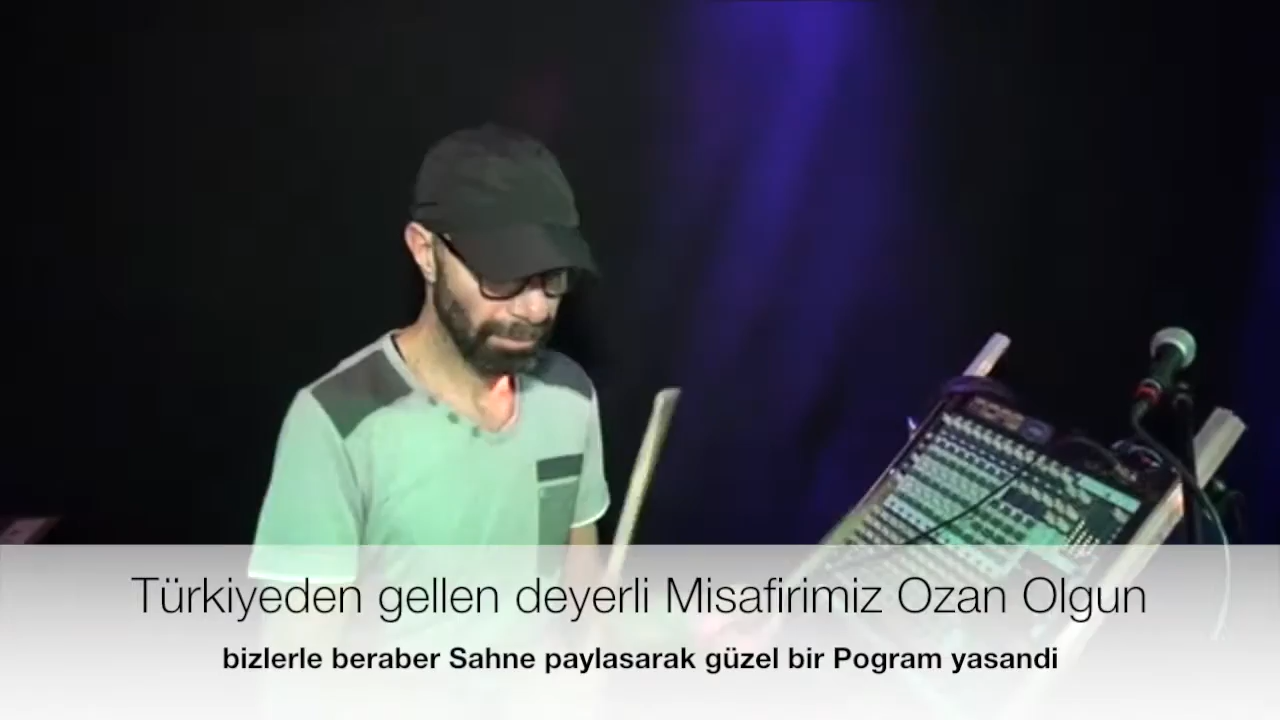 Türkiyeden gellen deyerli Misafirimiz Ozan Olgun
bizlerle beraber Sahne paylasarak güzel bir Pogram yasandi